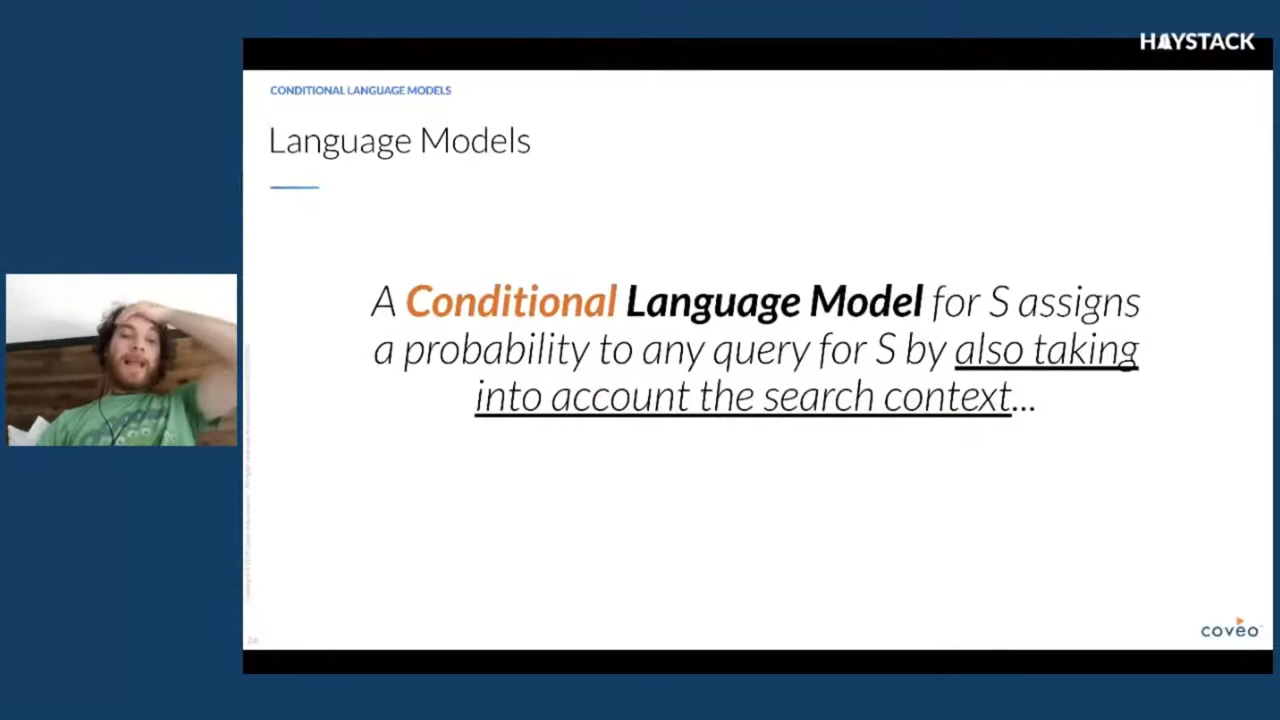 HAYSTACK
CONDITIONAL LANGUAGE MODELS
Language Models
A Conditional Language Model for S assigns
a probability to any query for S by also taking
into account the search context...
26
coveo